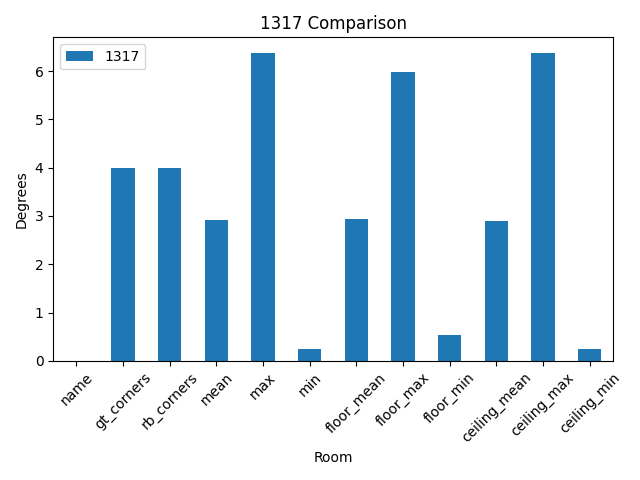 1317 Comparison
1317
Degrees
6
5
4
3
2
1
0
name
gt_corners
rb_corners
mean
max
min
floor_mean
floor_max
floor_min
ceiling_mean
ceiling_max
ceiling_min
Room